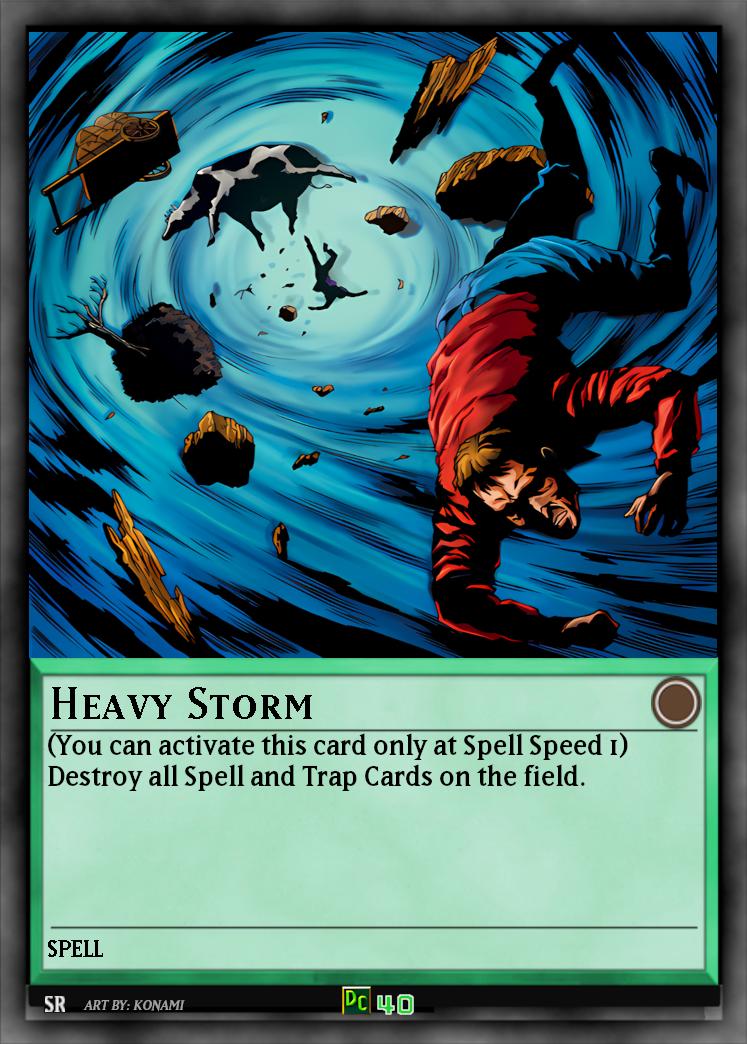 Heavy Storm
(You can activate this card only at Spell Speed 1)
Destroy all Spell and Trap Cards on the field.
SPELL
SR ART BY: KONAMI DC 40